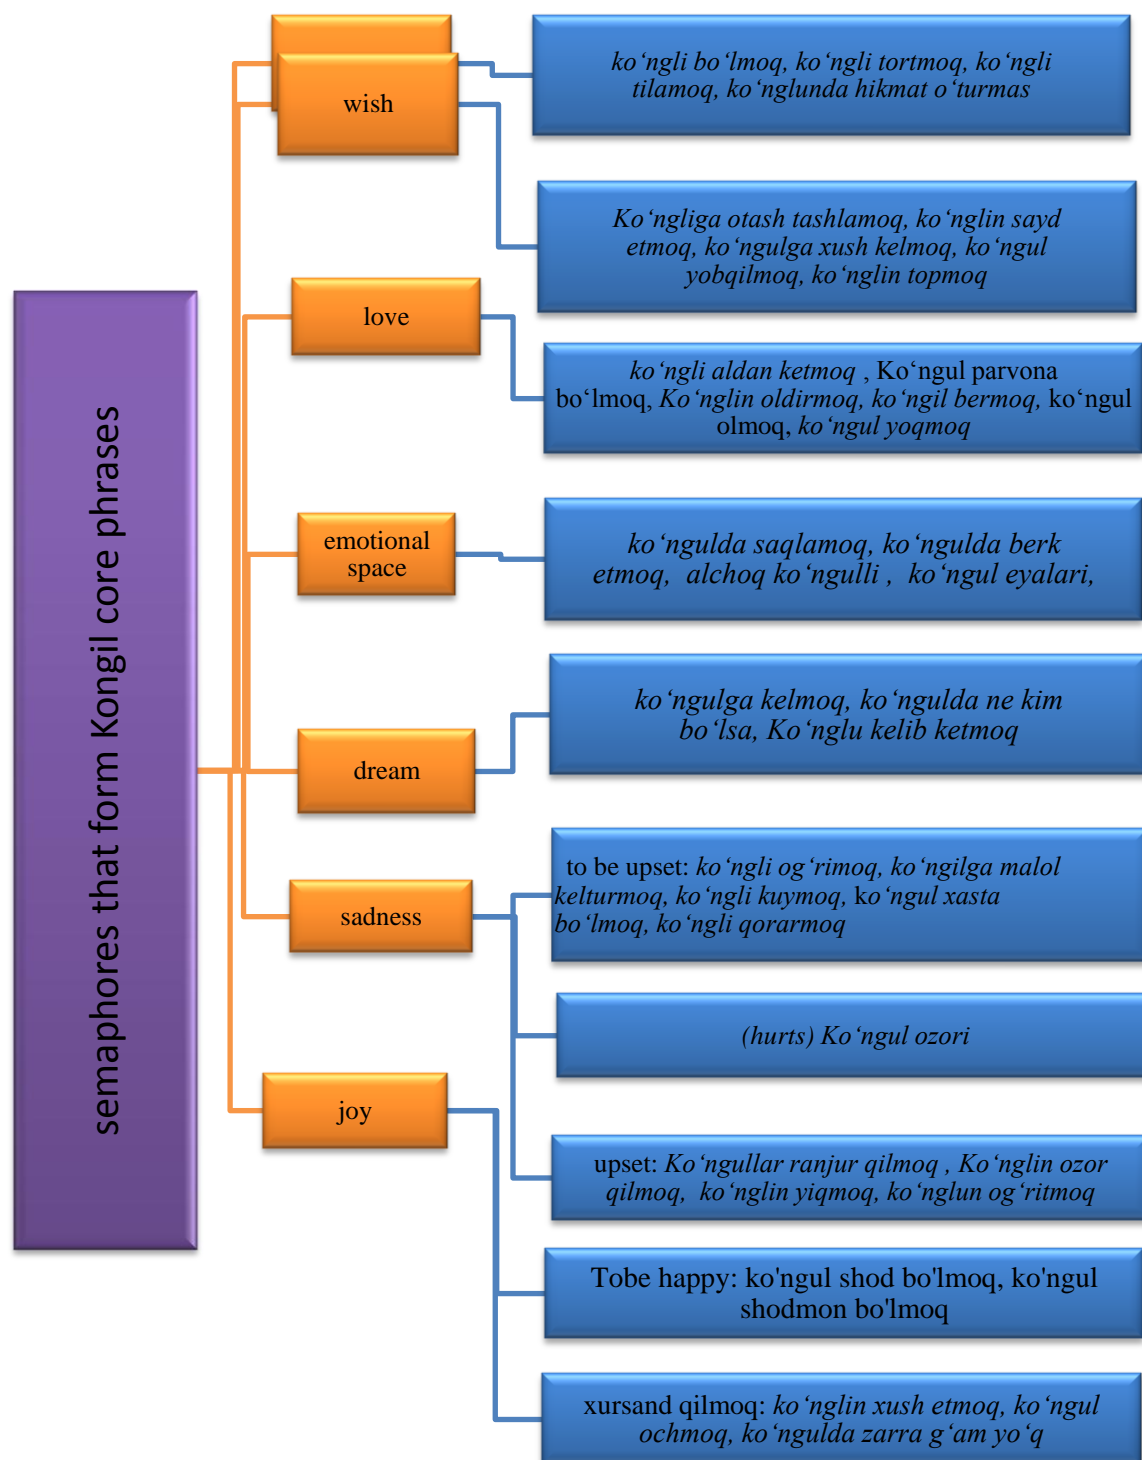 semaphores that form Kongil core phrases
wish
ko‘ngli bo‘lmoq, ko‘ngli tortmoq, ko‘ngli
tilamoq, ko‘nglunda hikmat o‘turmas
Ko‘ngliga otash tashlamoq, ko‘nglin sayd
etmoq, ko‘ngulga xush kelmoq, ko‘ngul
yobqilmoq, ko‘nglin topmoq
love
ko‘ngli aldan ketmoq , Ko‘ngul parvona
bo‘lmoq, Ko‘nglin oldirmoq, ko‘ngil bermoq, ko‘ngul
olmoq, ko‘ngul yoqmoq
emotional
space
ko‘ngulda saqlamoq, ko‘ngulda berk
etmoq, alchoq ko‘ngulli , ko‘ngul eyalari,
dream
ko‘ngulga kelmoq, ko‘ngulda ne kim
bo‘lsa, Ko‘nglu kelib ketmoq
sadness
to be upset: ko‘ngli og‘rimoq, ko‘ngilga malol
kelturmoq, ko‘ngli kuymoq, ko‘ngul xasta
bo‘lmoq, ko‘ngli qorarmoq
(hurts) Ko‘ngul ozori
upset: Ko‘ngullar ranjur qilmoq , Ko‘nglin ozor
qilmoq, ko‘nglin yiqmoq, ko‘nglun og‘ritmoq
joy
Tobe happy: ko'ngul shod bo'lmoq, ko'ngul
shodmon bo'lmoq
xursand qilmoq: ko‘nglin xush etmoq, ko‘ngul
ochmoq, ko‘ngulda zarra g‘am yo‘q